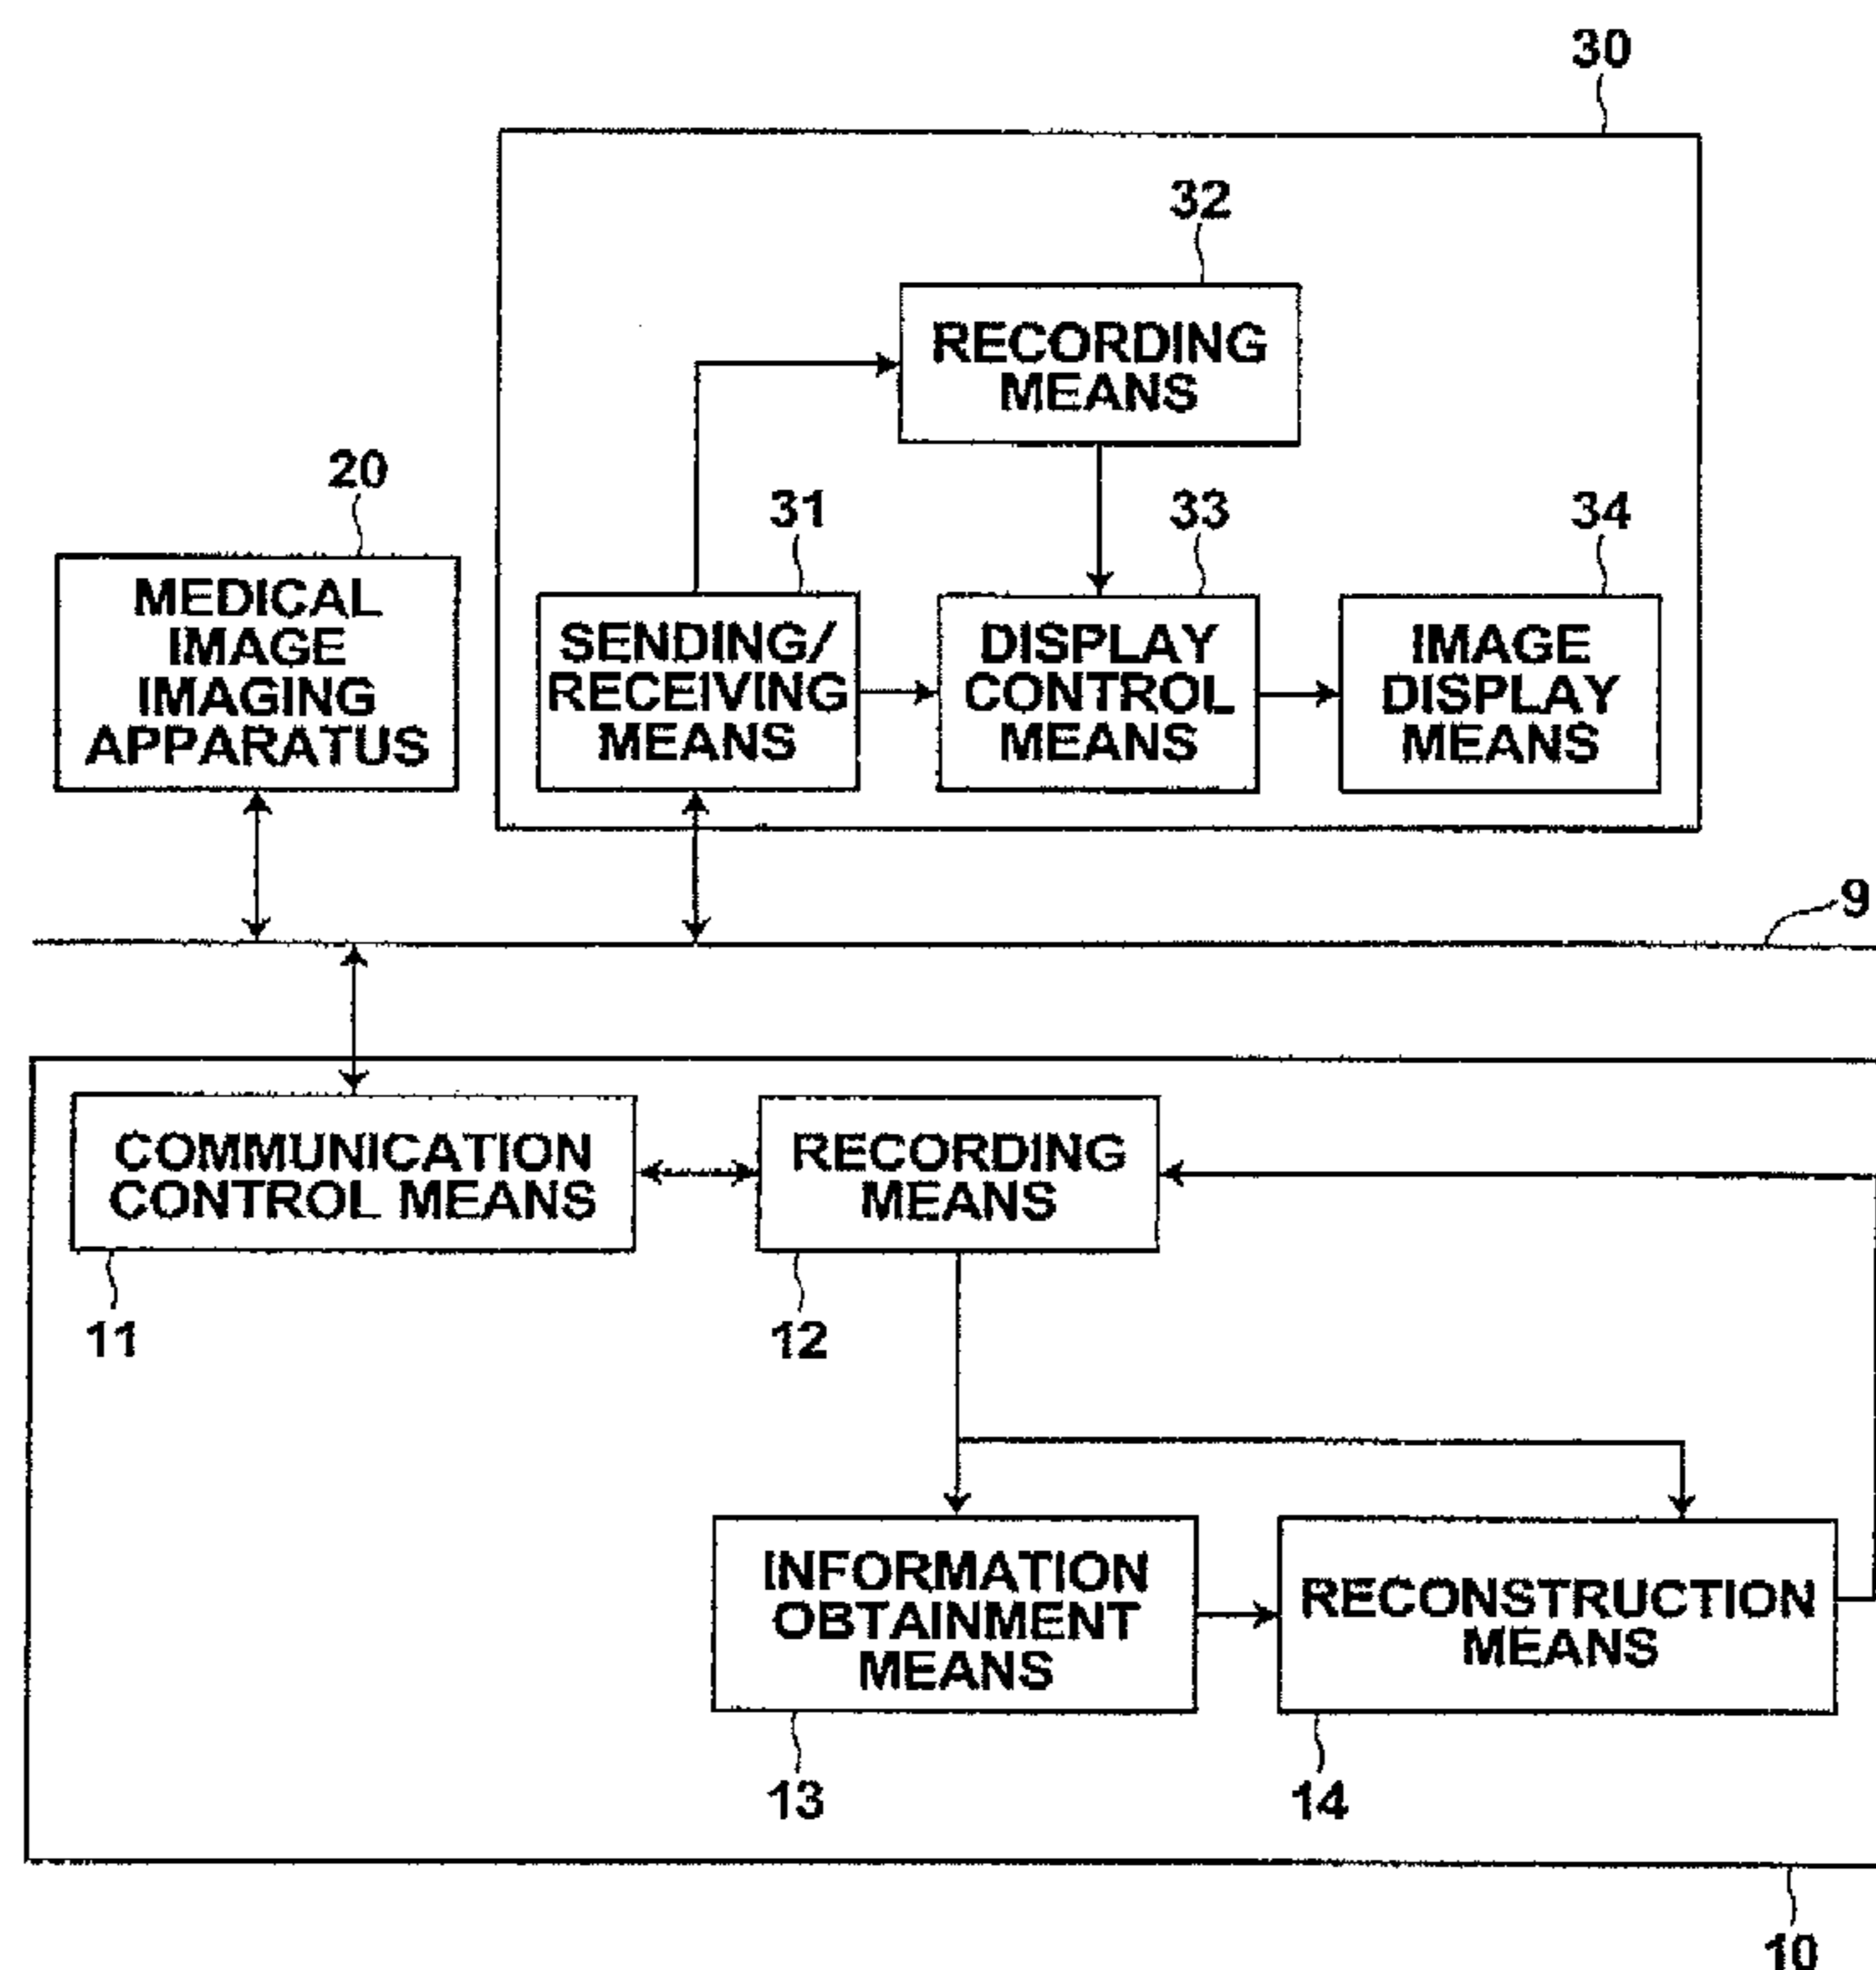 30
32
RECORDING
MEANS
20
31
33
34
MEDICAL
IMAGE
IMAGING
APPARATUS
SENDING/
RECEIVING
MEANS
DISPLAY
CONTROL
MEANS
IMAGE
DISPLAY
MEANS
9
COMMUNICATION
CONTROL MEANS
RECORDING
MEANS
11
12
INFORMATION
OBTAINMENT
MEANS
RECONSTRUCTION
MEANS
13
14
10